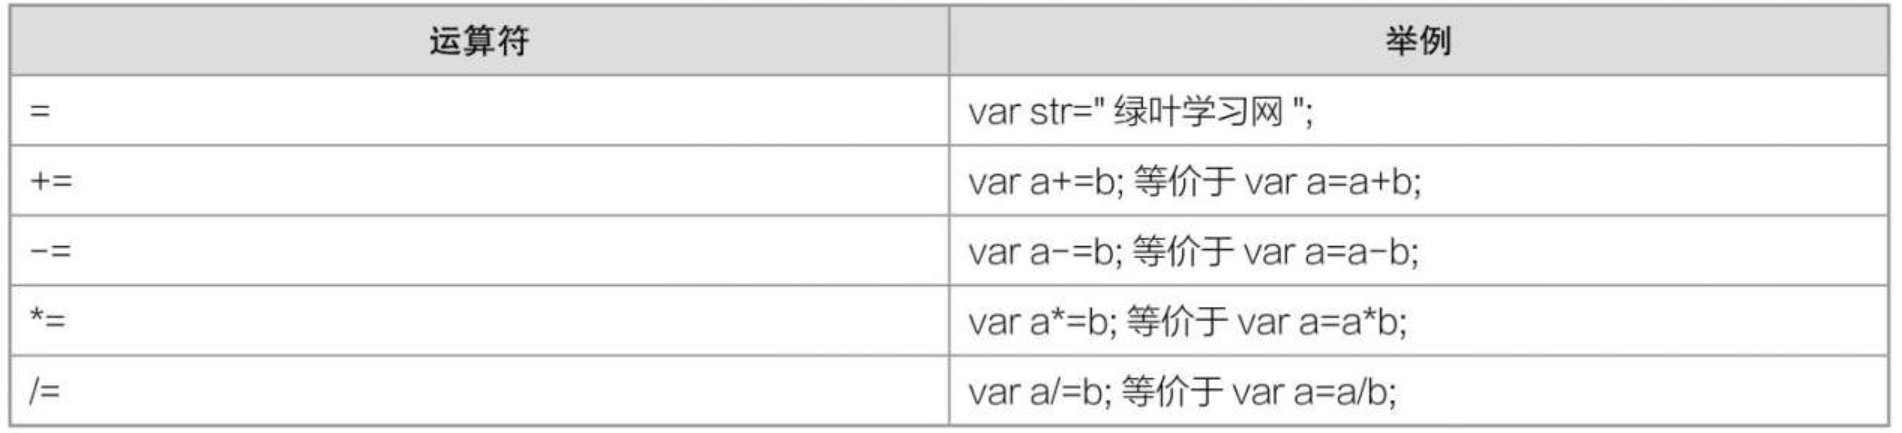 运算符 举例
= var str=" 绿叶学习网 ";
+= var a+=b; 等价于 var a=a+b;
-= var a-=b; 等价于 var a=a-b;
*= var a*=b; 等价于 var a=a*b;
/= var a/=b; 等价于 var a=a/b;